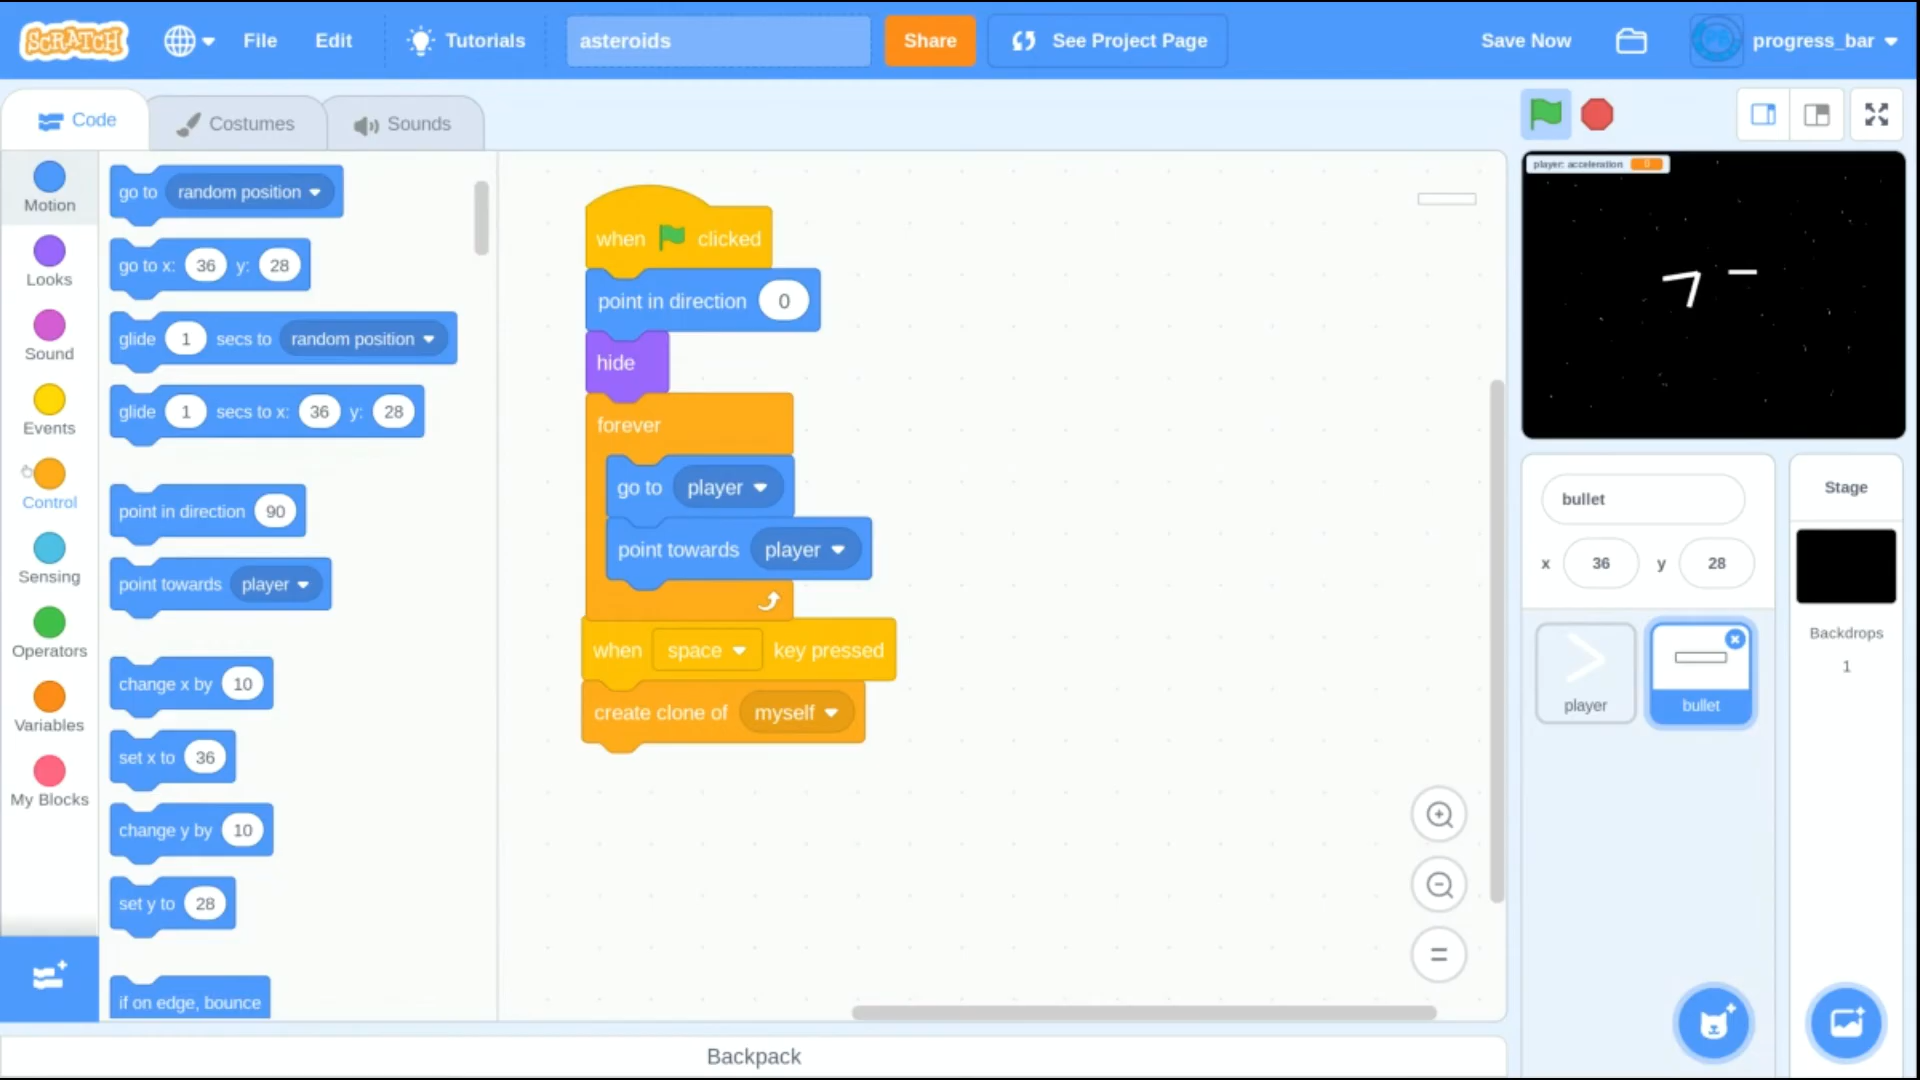 SCRATCH File Edit Tutorials asteroids Share See Project Page Save Now progress_bar
Code Costumes Sounds
Motion
Looks
Sound
Events
Control
Sensing
Operators
Variables
My Blocks
go to random position
go to x: 36 y: 28
glide 1 secs to random position
glide 1 secs to x: 36 y: 28
point in direction 90
point towards player
change x by 10
set x to 36
change y by 10
set y to 28
if on edge, bounce
when clicked
point in direction 0
hide
forever
go to player
point towards player
when space key pressed
create clone of myself
player: acceleration 0
bullet
x 36 y 28
player
bullet
Stage
Backdrops
1
Backpack